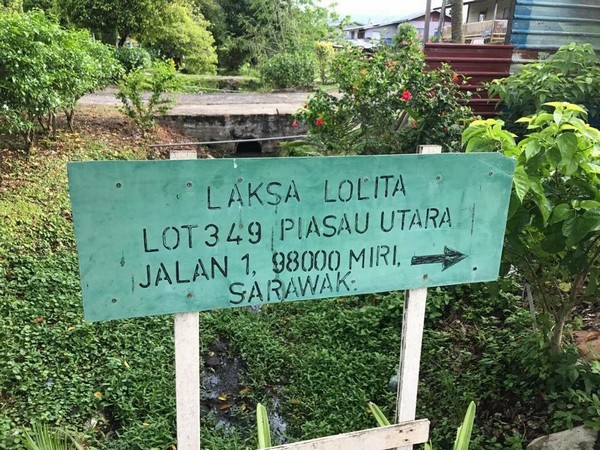 LAKSA LOLITA
LOT 349 PIASAU UTARA
JALAN 1, 98000 MIRI,
SARAWAK.